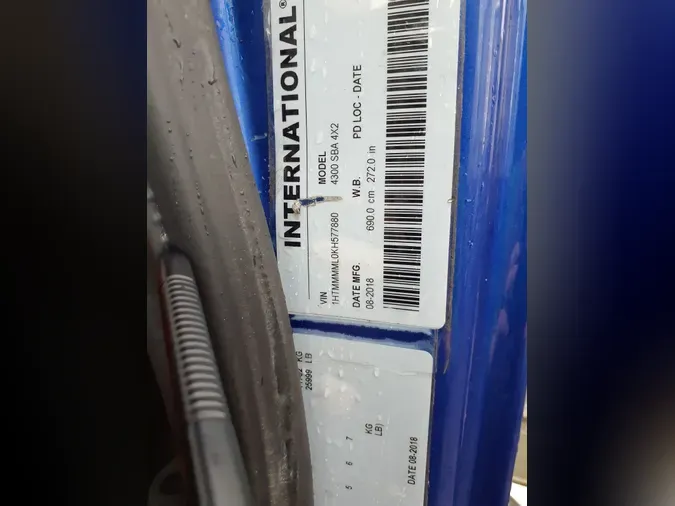 INTERNATIONAL®
VIN MODEL
1HTMMMML0KH577880 4300 SBA 4X2
DATE MFG. W.B. PD LOC - DATE
08-2018 690.0 cm 272.0 in
KG
25999 LB
5 6 7
KG
LB)
DATE 08-2018